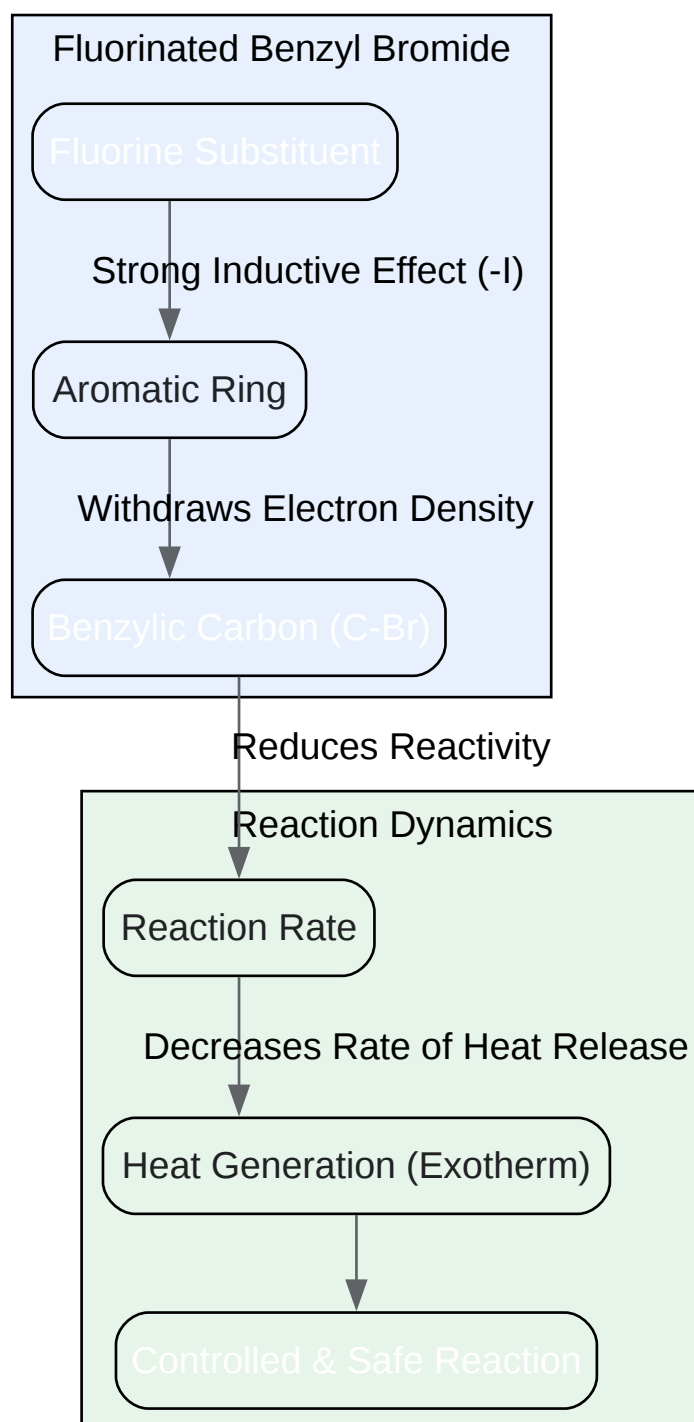 Fluorinated Benzyl Bromide
Fluorine Substituent
Strong Inductive Effect (-I)
Aromatic Ring
Withdraws Electron Density
Benzylic Carbon (C-Br)
Reduces Reactivity
Reaction Dynamics
Reaction Rate
Decreases Rate of Heat Release
Heat Generation (Exotherm)
Controlled & Safe Reaction